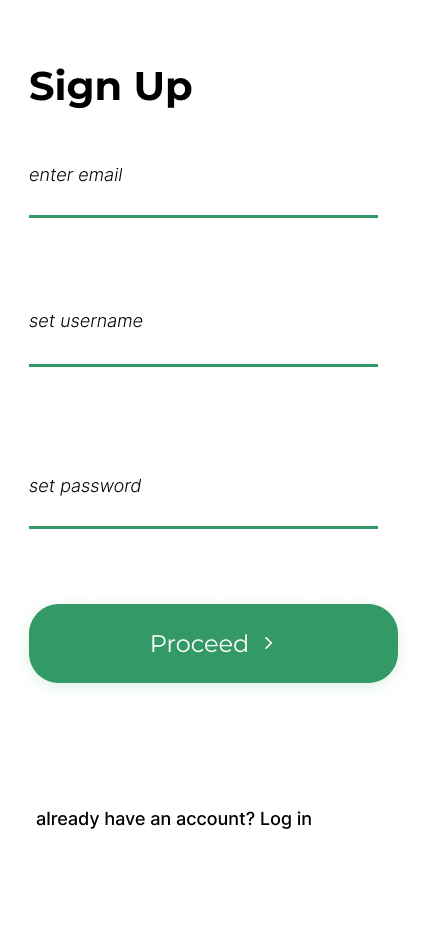 Sign Up
enter email
set username
set password
Proceed
already have an account? Log in